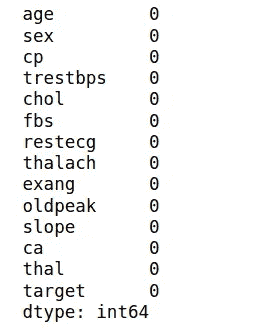 age 0
sex 0
cp 0
trestbps 0
chol 0
fbs 0
restecg 0
thalach 0
exang 0
oldpeak 0
slope 0
ca 0
thal 0
target 0
dtype: int64